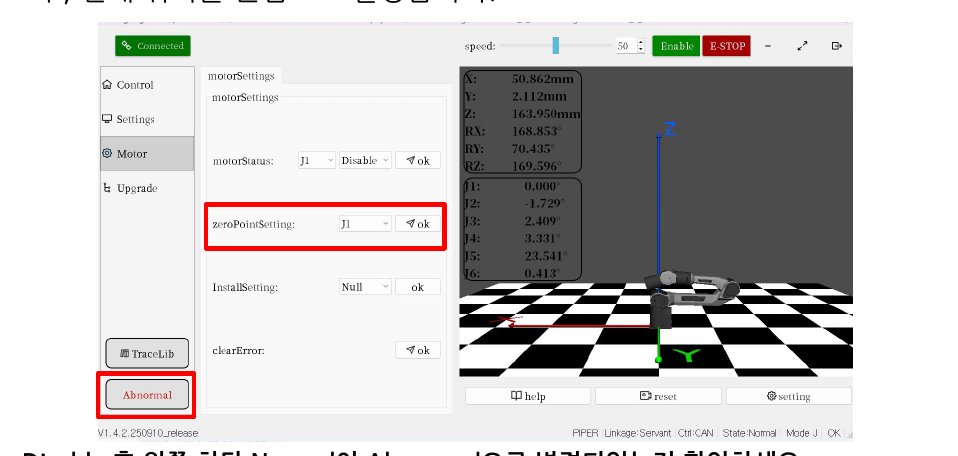 Connected
speed: 50 Enable E-STOP
Control
Settings
Motor
Upgrade
TraceLib
Abnormal
motorSettings
motorSettings
motorStatus: J1 Disable ok
zeroPointSetting: J1 ok
InstallSetting: Null ok
clearError: ok
X: 50.862mm
Y: 2.112mm
Z: 163.950mm
RX: 168.853°
RY: 70.435°
RZ: 169.596°
J1: 0.000°
J2: -1.729°
J3: 2.409°
J4: 3.331°
J5: 23.541°
J6: 0.413°
Z
X
Y
help reset setting
V1.4.2.250910_release
PIPER Linkage:Servant Ctrl:CAN State:Normal Mode J OK